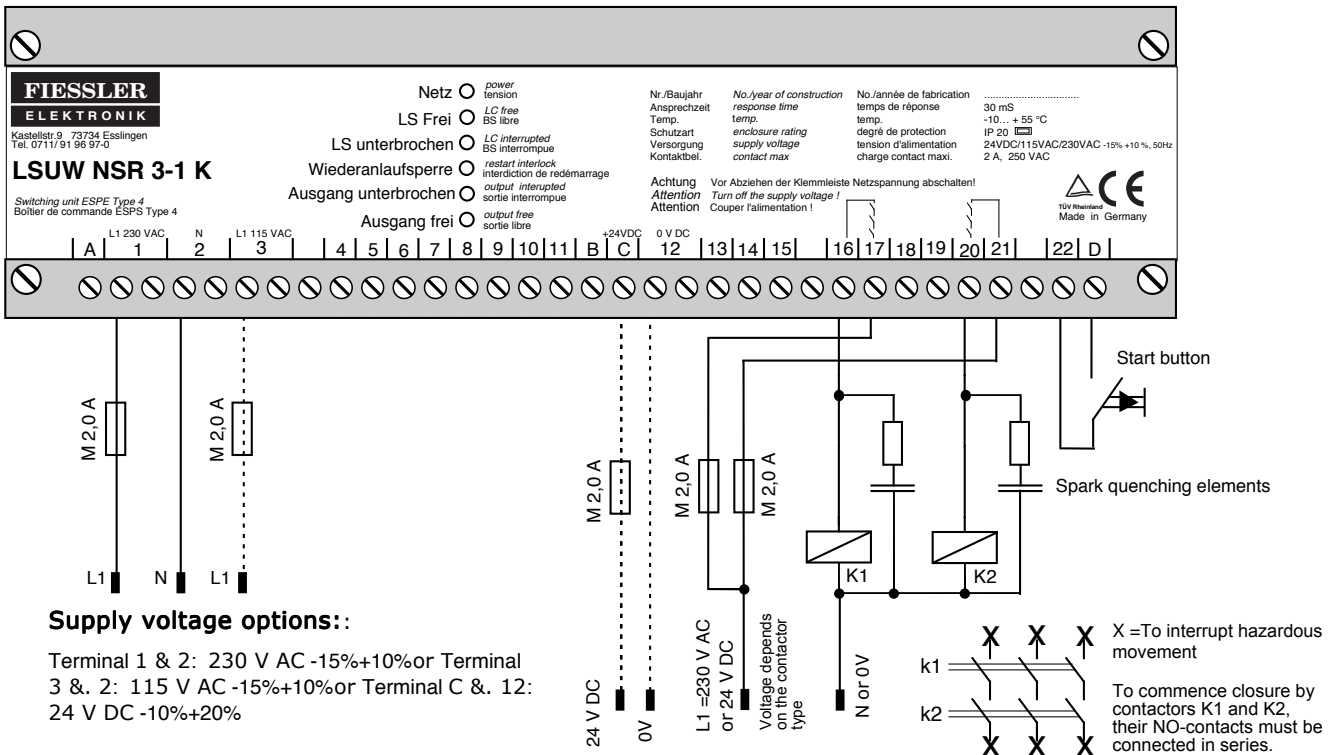 FIESSLER
ELEKTRONIK
Kastellstr.9 73734 Esslingen
Tel. 0711/ 91 96 97-0
LSUW NSR 3-1 K
Switching unit ESPE Type 4
Boîtier de commande ESPS Type 4
Netz power
tension
LS Frei LC free
BS libre
LS unterbrochen LC interrupted
BS interrompue
Wiederanlaufsperre restart interlock
interdiction de redémarrage
Ausgang unterbrochen output interupted
sortie interrompue
Ausgang frei output free
sortie libre
Nr./Baujahr No./year of construction No./année de fabrication ................................
Ansprechzeit response time temps de réponse 30 mS
Temp. temp. temp. -10... + 55 °C
Schutzart enclosure rating degré de protection IP 20
Versorgung supply voltage tension d'alimentation 24VDC/115VAC/230VAC -15% +10 %, 50Hz
Kontaktbel. contact max charge contact maxi. 2 A, 250 VAC
Achtung Vor Abziehen der Klemmleiste Netzspannung abschalten!
Attention Turn off the supply voltage !
Attention Couper l'alimentation !
TÜV Rheinland
CE
Made in Germany
L1 230 VAC N L1 115 VAC +24VDC 0 V DC
A 1 2 3 4 5 6 7 8 9 10 11 B C 12 13 14 15 16 17 18 19 20 21 22 D
Start button
M 2,0 A
M 2,0 A
M 2,0 A
M 2,0 A
M 2,0 A
Spark quenching elements
K1
K2
L1 N L1
Supply voltage options::
Terminal 1 & 2: 230 V AC -15%+10%or Terminal
3 &. 2: 115 V AC -15%+10%or Terminal C &. 12:
24 V DC -10%+20%
24 V DC
0V
L1 =230 V AC
or 24 V DC
Voltage depends
on the contactor
type
N or 0V
X X X
k1
k2
X X X
X =To interrupt hazardous
movement
To commence closure by
contactors K1 and K2,
their NO-contacts must be
connected in series.